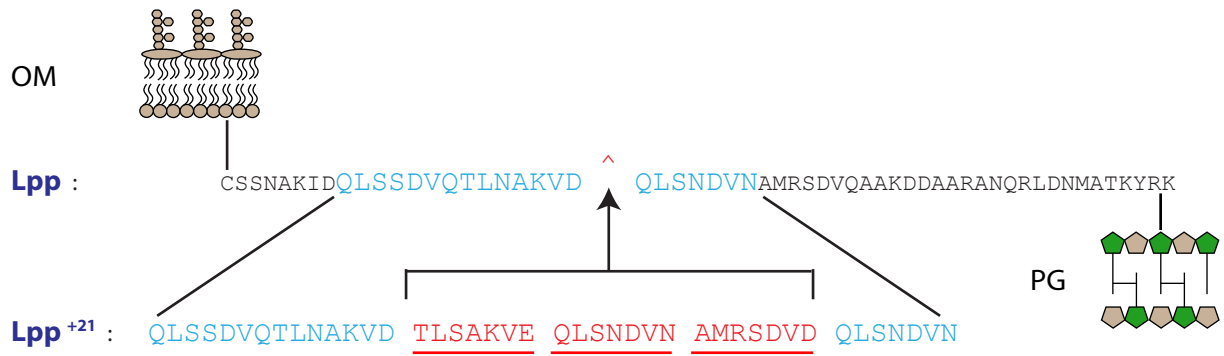 OM
^
Lpp : CSSNAKIDQLSSDVQTLNAKVD QLSNDVNAMRSDVQAAKDDAARANQRLDNMATKYRK
PG
Lpp +21 : QLSSDVQTLNAKVD TLSAKVE QLSNDVN AMRSDVD QLSNDVN